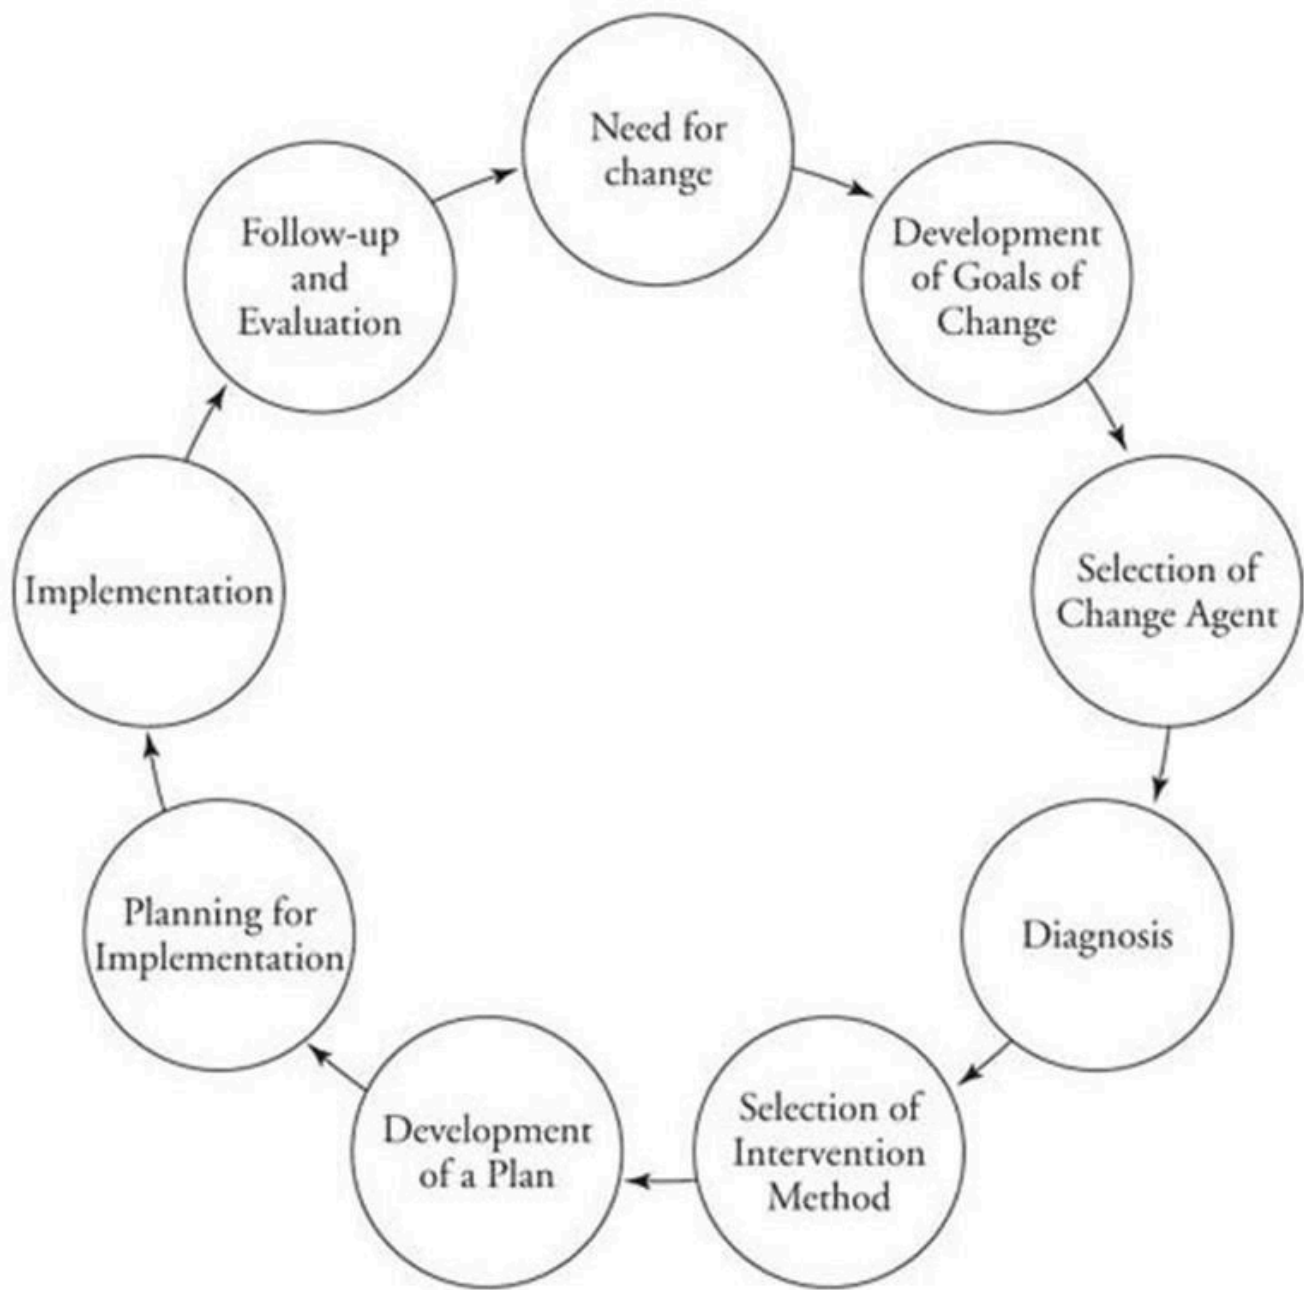 Need for
change
Development
of Goals of
Change
Selection of
Change Agent
Diagnosis
Selection of
Intervention
Method
Development
of a Plan
Planning for
Implementation
Implementation
Follow-up
and
Evaluation